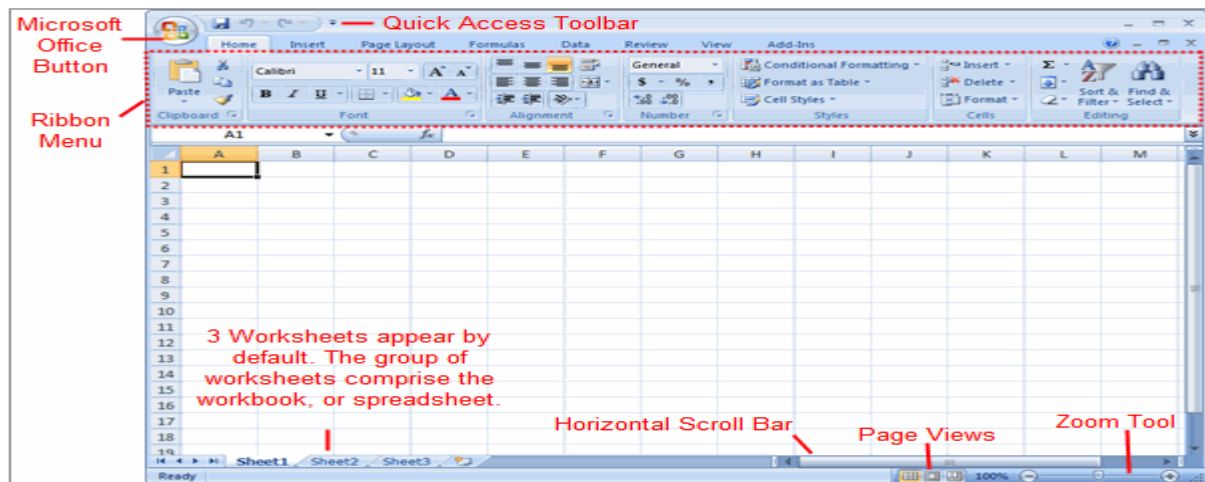 Microsoft Office Button
Quick Access Toolbar
Home Insert Page Layout Formulas Data Review View Add-Ins
Ribbon Menu
Paste
Calibri 11
B I U
General
$ % ,
Conditional Formatting
Format as Table
Cell Styles
Insert
Delete
Format
Σ
Sort & Filter
Find & Select
Clipboard Font Alignment Number Styles Cells Editing
A1 fx
A B C D E F G H I J K L M
1
2
3
4
5
6
7
8
9
10
11
12
13
14
15
16
17
18
19
3 Worksheets appear by
default. The group of
worksheets comprise the
workbook, or spreadsheet.
Horizontal Scroll Bar
Page Views
Zoom Tool
Sheet1 Sheet2 Sheet3
Ready 100%